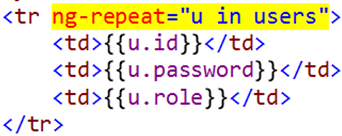 <tr ng-repeat="u in users">
<td>{{u.id}}</td>
<td>{{u.password}}</td>
<td>{{u.role}}</td>
</tr>